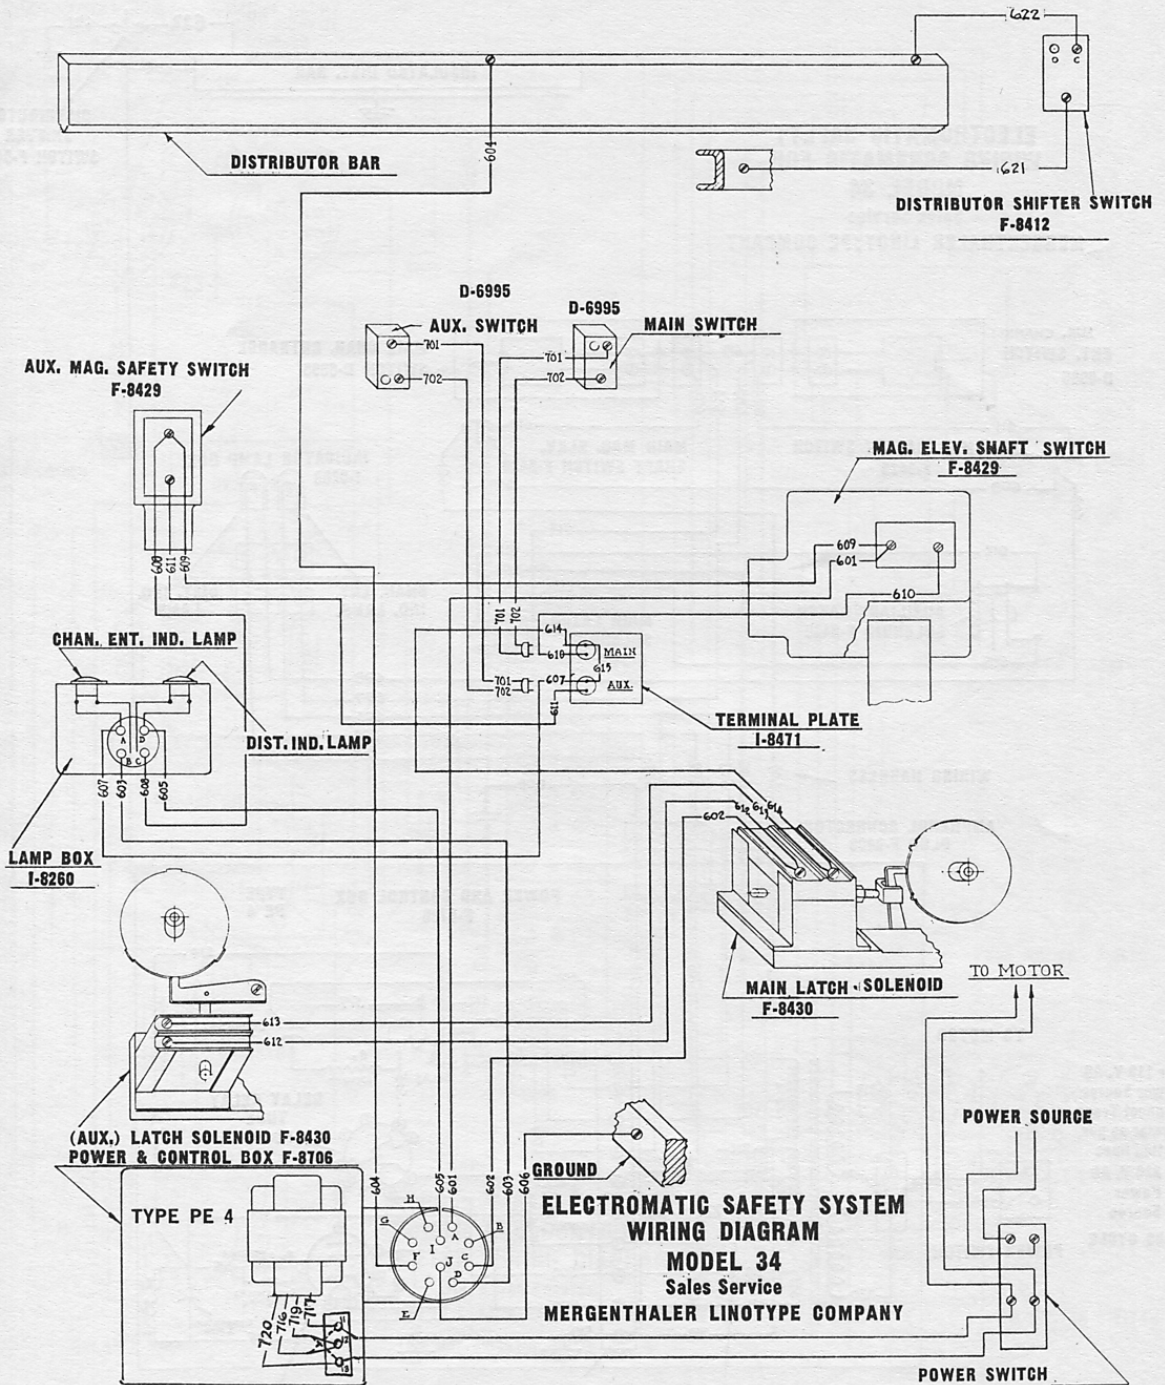 622
C
DISTRIBUTOR BAR
604
621
DISTRIBUTOR SHIFTER SWITCH
F-8412
D-6995
D-6995
AUX. SWITCH
MAIN SWITCH
701
702
701
702
AUX. MAG. SAFETY SWITCH
F-8429
MAG. ELEV. SHAFT SWITCH
F-8429
609
601
610
608
611
609
701
702
614
610
MAIN
615
701
702
607
AUX.
611
CHAN. ENT. IND. LAMP
DIST. IND. LAMP
A
D
B
C
607
603
608
605
TERMINAL PLATE
I-8471
LAMP BOX
I-8260
602
612
613
614
MAIN LATCH SOLENOID
F-8430
TO MOTOR
613
612
(AUX.) LATCH SOLENOID F-8430
POWER & CONTROL BOX F-8706
POWER SOURCE
GROUND
604
605
601
602
603
606
TYPE PE 4
H
G
A
B
I
F
J
C
D
E
720
716
719
717
11
12
13
ELECTROMATIC SAFETY SYSTEM
WIRING DIAGRAM
MODEL 34
Sales Service
MERGENTHALER LINOTYPE COMPANY
POWER SWITCH